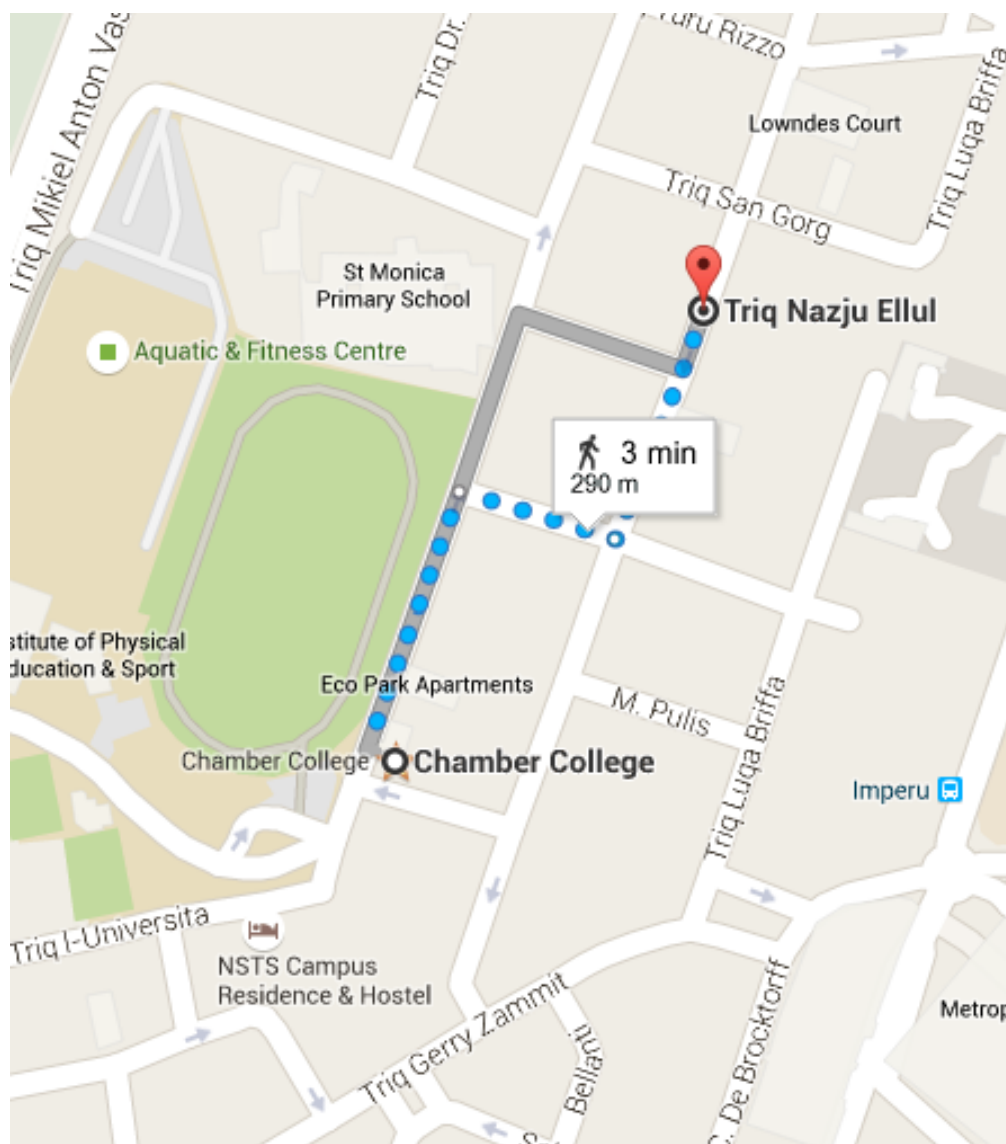 Yuru Rizzo
Triq Dr.
Triq Mikiel Anton Vas
Lowndes Court
Triq Luqa Briffa
Triq San Gorg
St Monica
Primary School
Triq Nazju Ellul
Aquatic & Fitness Centre
3 min
290 m
stitute of Physical
ducation & Sport
Eco Park Apartments
M. Pulis
Chamber College
Chamber College
Triq Luqa Briffa
Imperu
Triq l-Universita
NSTS Campus
Residence & Hostel
Triq Gerry Zammit
Bellanti
C. De Brocktorff
Metrop